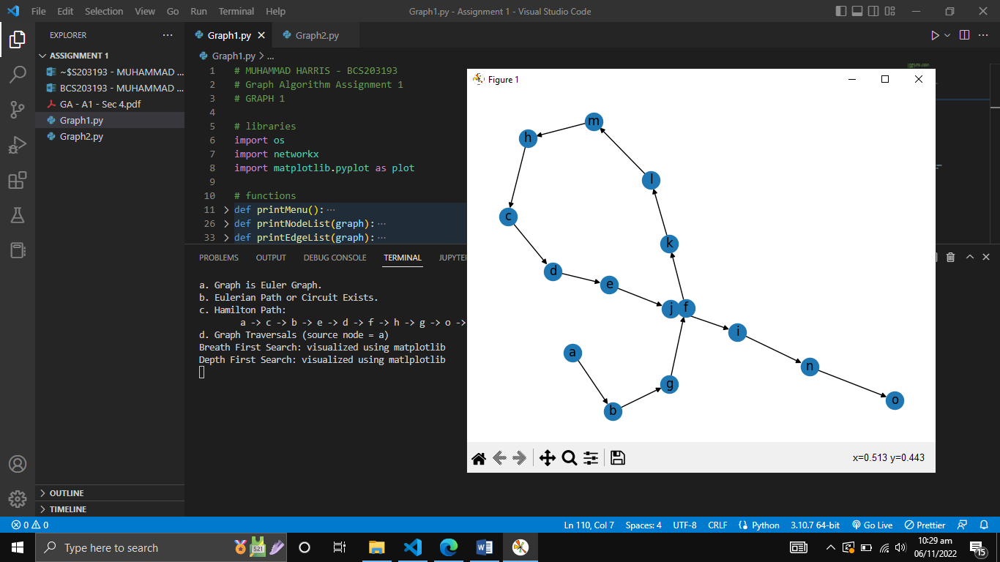 File Edit Selection View Go Run Terminal Help
Graph1.py - Assignment 1 - Visual Studio Code
EXPLORER
ASSIGNMENT 1
~$S203193 - MUHAMMAD ...
BCS203193 - MUHAMMAD ...
GA - A1 - Sec 4.pdf
Graph1.py
Graph2.py
OUTLINE
TIMELINE
Graph1.py Graph2.py
Graph1.py > ...
1 # MUHAMMAD HARRIS - BCS203193
2 # Graph Algorithm Assignment 1
3 # GRAPH 1
4
5 # libraries
6 import os
7 import networkx
8 import matplotlib.pyplot as plot
9
10 # functions
11 > def printMenu():...
26 > def printNodeList(graph):...
33 > def printEdgeList(graph):...
PROBLEMS OUTPUT DEBUG CONSOLE TERMINAL JUPYTE
a. Graph is Euler Graph.
b. Eulerian Path or Circuit Exists.
c. Hamilton Path:
a -> c -> b -> e -> d -> f -> h -> g -> o ->
d. Graph Traversals (source node = a)
Breath First Search: visualized using matplotlib
Depth First Search: visualized using matlplotlib
Figure 1
m
h
l
c
k
d
e
j f
i
a
n
g
o
b
x=0.513 y=0.443
0 0
Ln 110, Col 7 Spaces: 4 UTF-8 CRLF Python 3.10.7 64-bit Go Live Prettier
Type here to search
521
10:29 am
06/11/2022
15